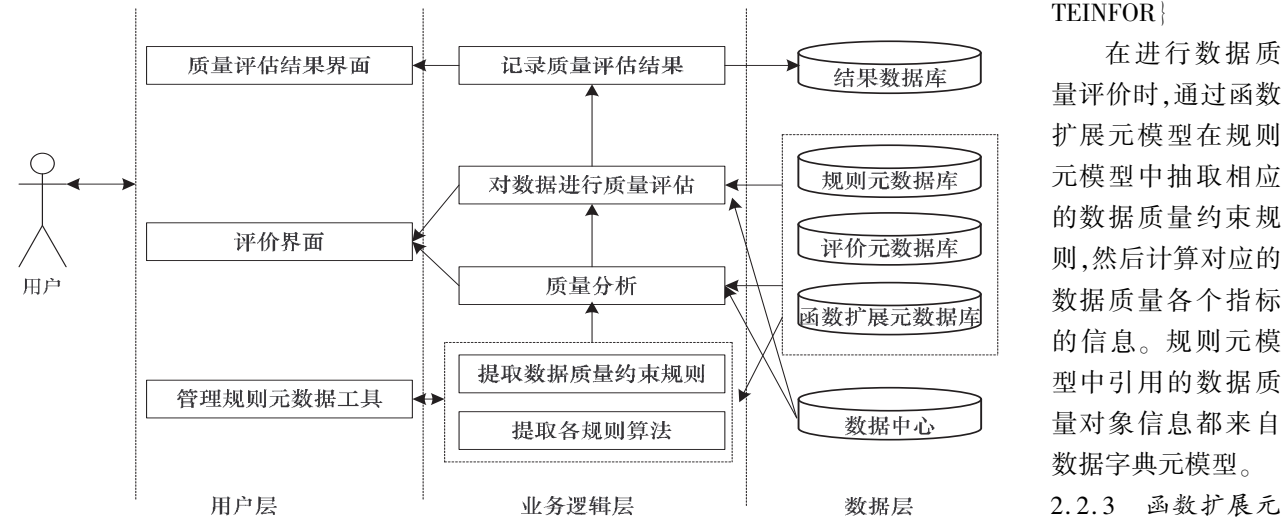 质量评估结果界面
记录质量评估结果
结果数据库
对数据进行质量评估
规则元数据库
评价界面
评价元数据库
用户
质量分析
函数扩展元数据库
提取数据质量约束规则
管理规则元数据工具
提取各规则算法
数据中心
用户层
业务逻辑层
数据层
TEINFOR}
在进行数据质
量评价时,通过函数
扩展元模型在规则
元模型中抽取相应
的数据质量约束规
则,然后计算对应的
数据质量各个指标
的信息。规则元模
型中引用的数据质
量对象信息都来自
数据字典元模型。
2.2.3 函数扩展元